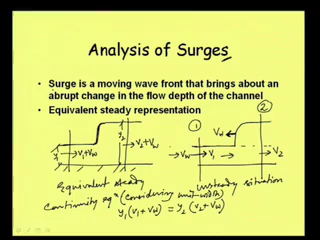 Analysis of Surges
• Surge is a moving wave front that brings about an abrupt change in the flow depth of the channel
• Equivalent steady representation
① ②
y₂ Vw
y₁ V₁+Vw V₂+Vw Vw V₁ V₂
Equivalent steady unsteady situation
Continuity eqⁿ (Considering unit width)
y₁(V₁+Vw) = y₂(V₂+Vw)